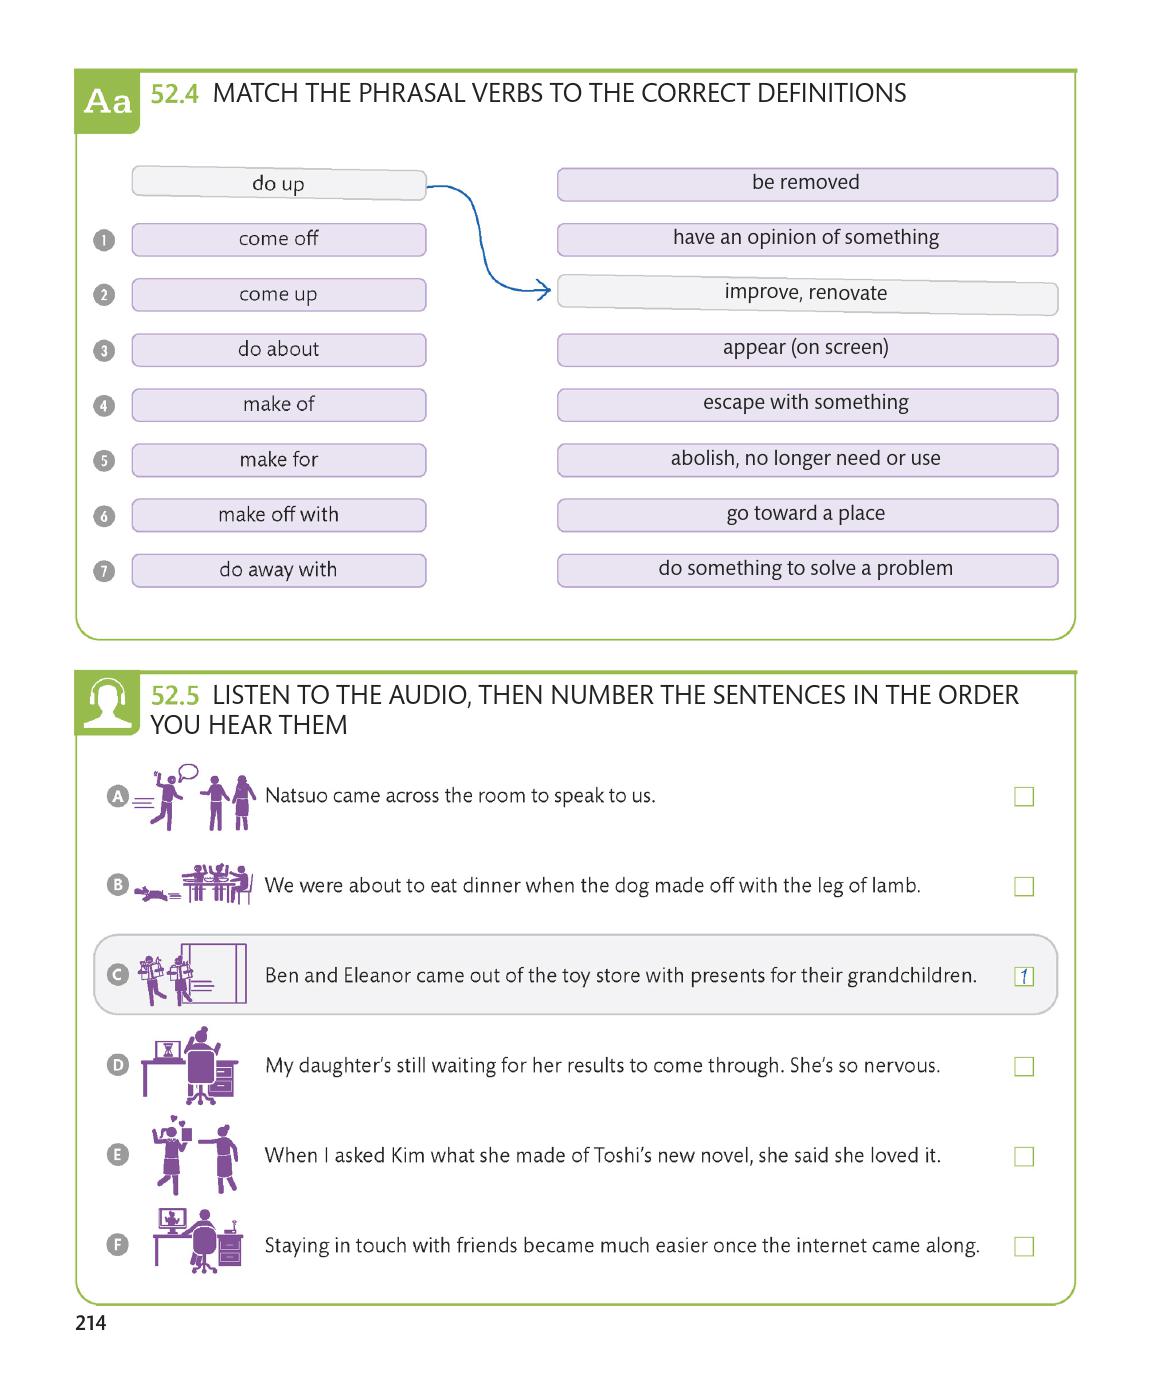 Aa
52.4 MATCH THE PHRASAL VERBS TO THE CORRECT DEFINITIONS
do up
be removed
1 come off
have an opinion of something
2 come up
improve, renovate
3 do about
appear (on screen)
4 make of
escape with something
5 make for
abolish, no longer need or use
6 make off with
go toward a place
7 do away with
do something to solve a problem
52.5 LISTEN TO THE AUDIO, THEN NUMBER THE SENTENCES IN THE ORDER
YOU HEAR THEM
A Natsuo came across the room to speak to us.
B We were about to eat dinner when the dog made off with the leg of lamb.
C Ben and Eleanor came out of the toy store with presents for their grandchildren. 1
D My daughter's still waiting for her results to come through. She's so nervous.
E When I asked Kim what she made of Toshi's new novel, she said she loved it.
F Staying in touch with friends became much easier once the internet came along.
214